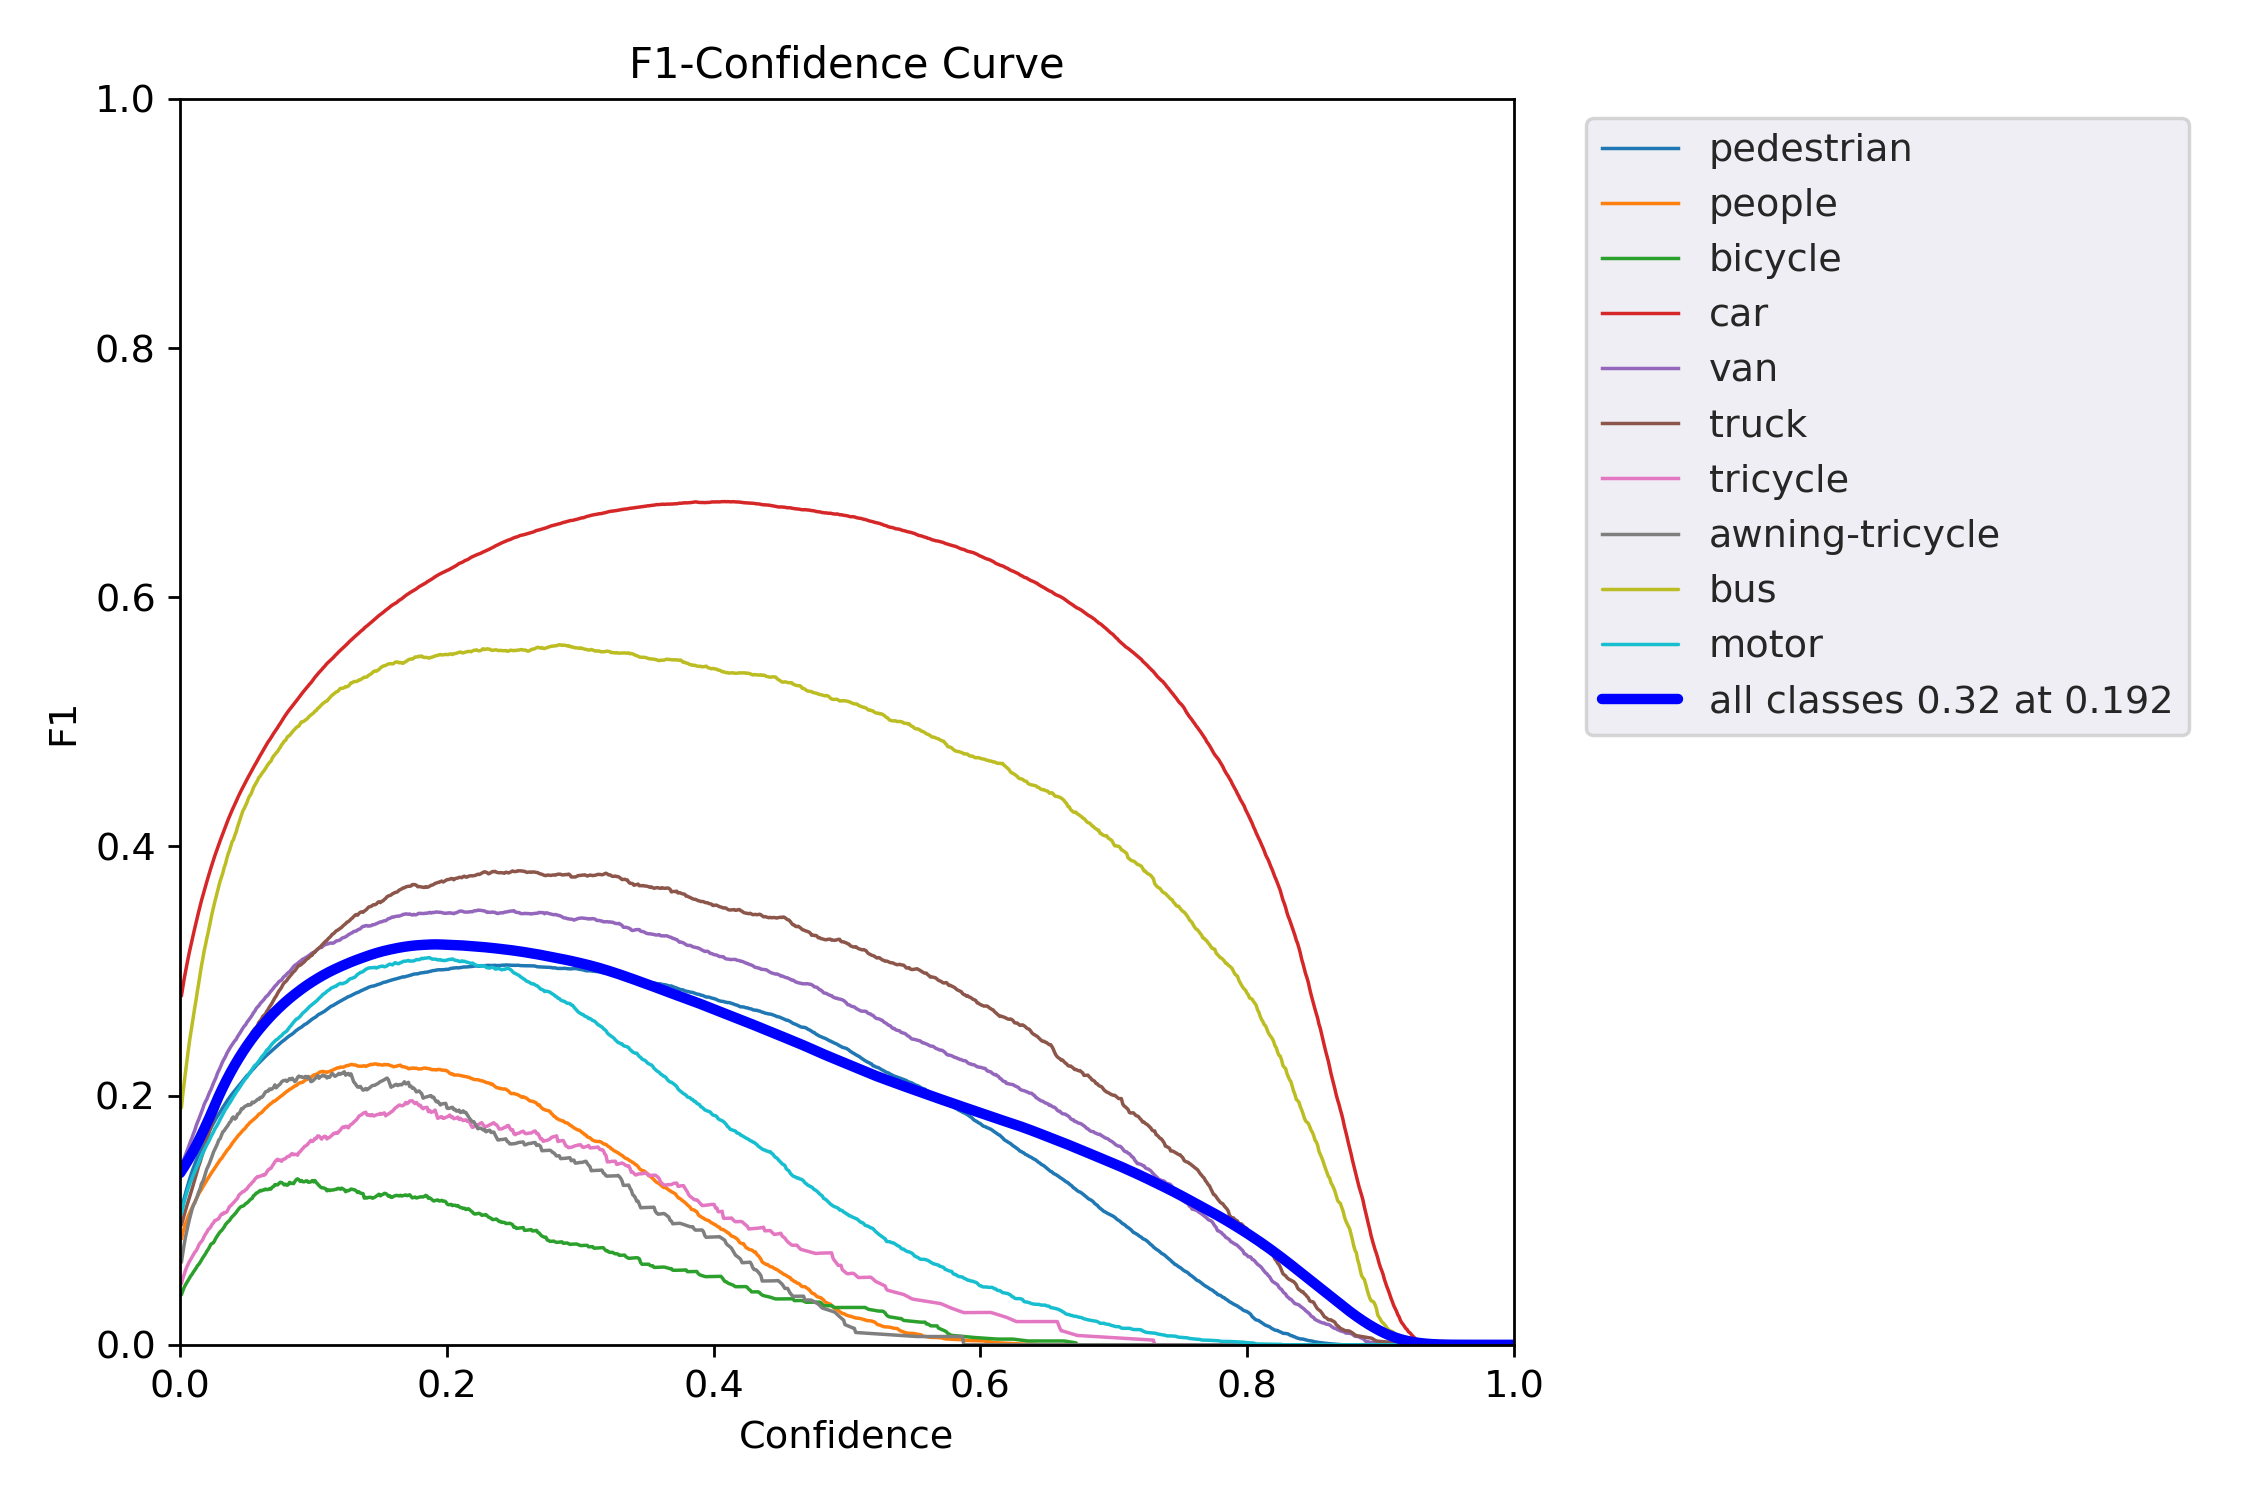 F1-Confidence Curve
1.0
0.8
0.6
0.4
0.2
0.0
F1
0.0 0.2 0.4 0.6 0.8 1.0
Confidence
pedestrian
people
bicycle
car
van
truck
tricycle
awning-tricycle
bus
motor
all classes 0.32 at 0.192